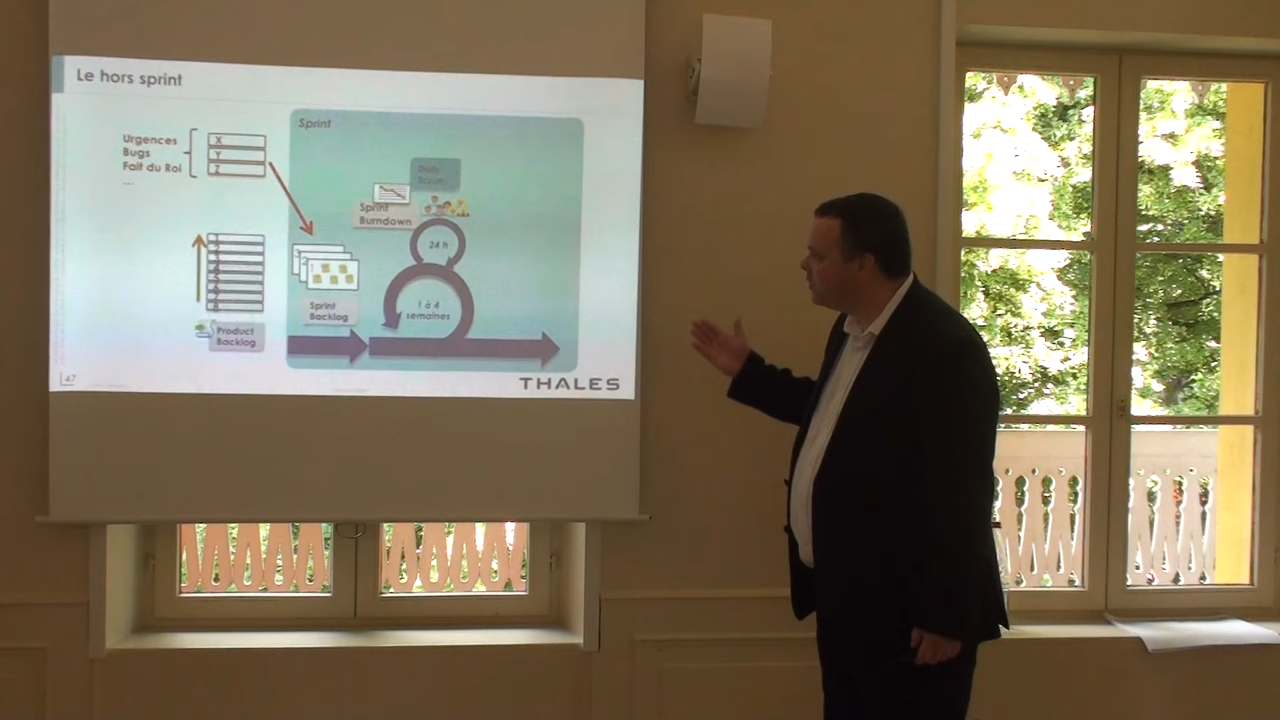 Le hors sprint
Urgences
Bugs
Fait du Roi
....
X
Y
Z
Sprint
Daily
Scrum
Sprint
Burndown
24 h
1 à 4
semaines
Sprint
Backlog
Product
Backlog
47
THALES